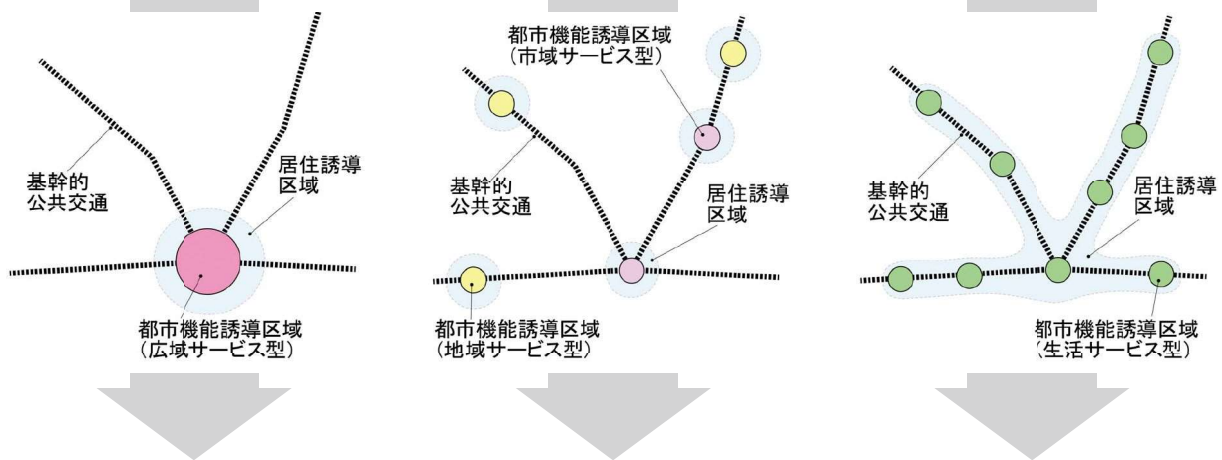 基幹的
公共交通
居住誘導
区域
都市機能誘導区域
(広域サービス型)
都市機能誘導区域
(市域サービス型)
基幹的
公共交通
居住誘導
区域
都市機能誘導区域
(地域サービス型)
基幹的
公共交通
居住誘導
区域
都市機能誘導区域
(生活サービス型)